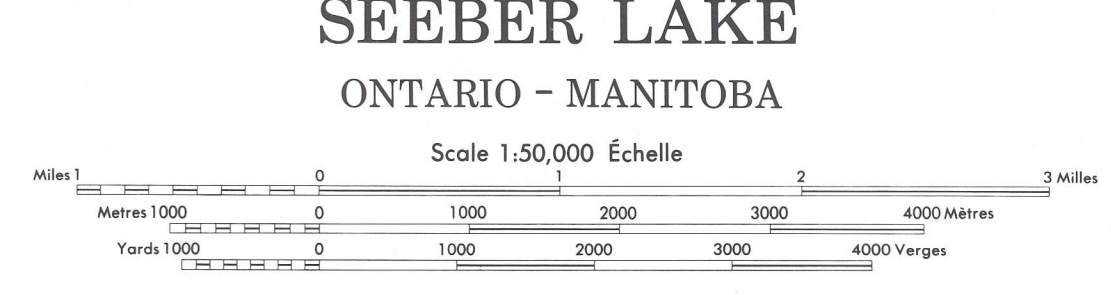 SEEBER LAKE
ONTARIO – MANITOBA
Scale 1:50,000 Échelle
Miles 1 0 1 2 3 Milles
Metres 1000 0 1000 2000 3000 4000 Mètres
Yards 1000 0 1000 2000 3000 4000 Verges